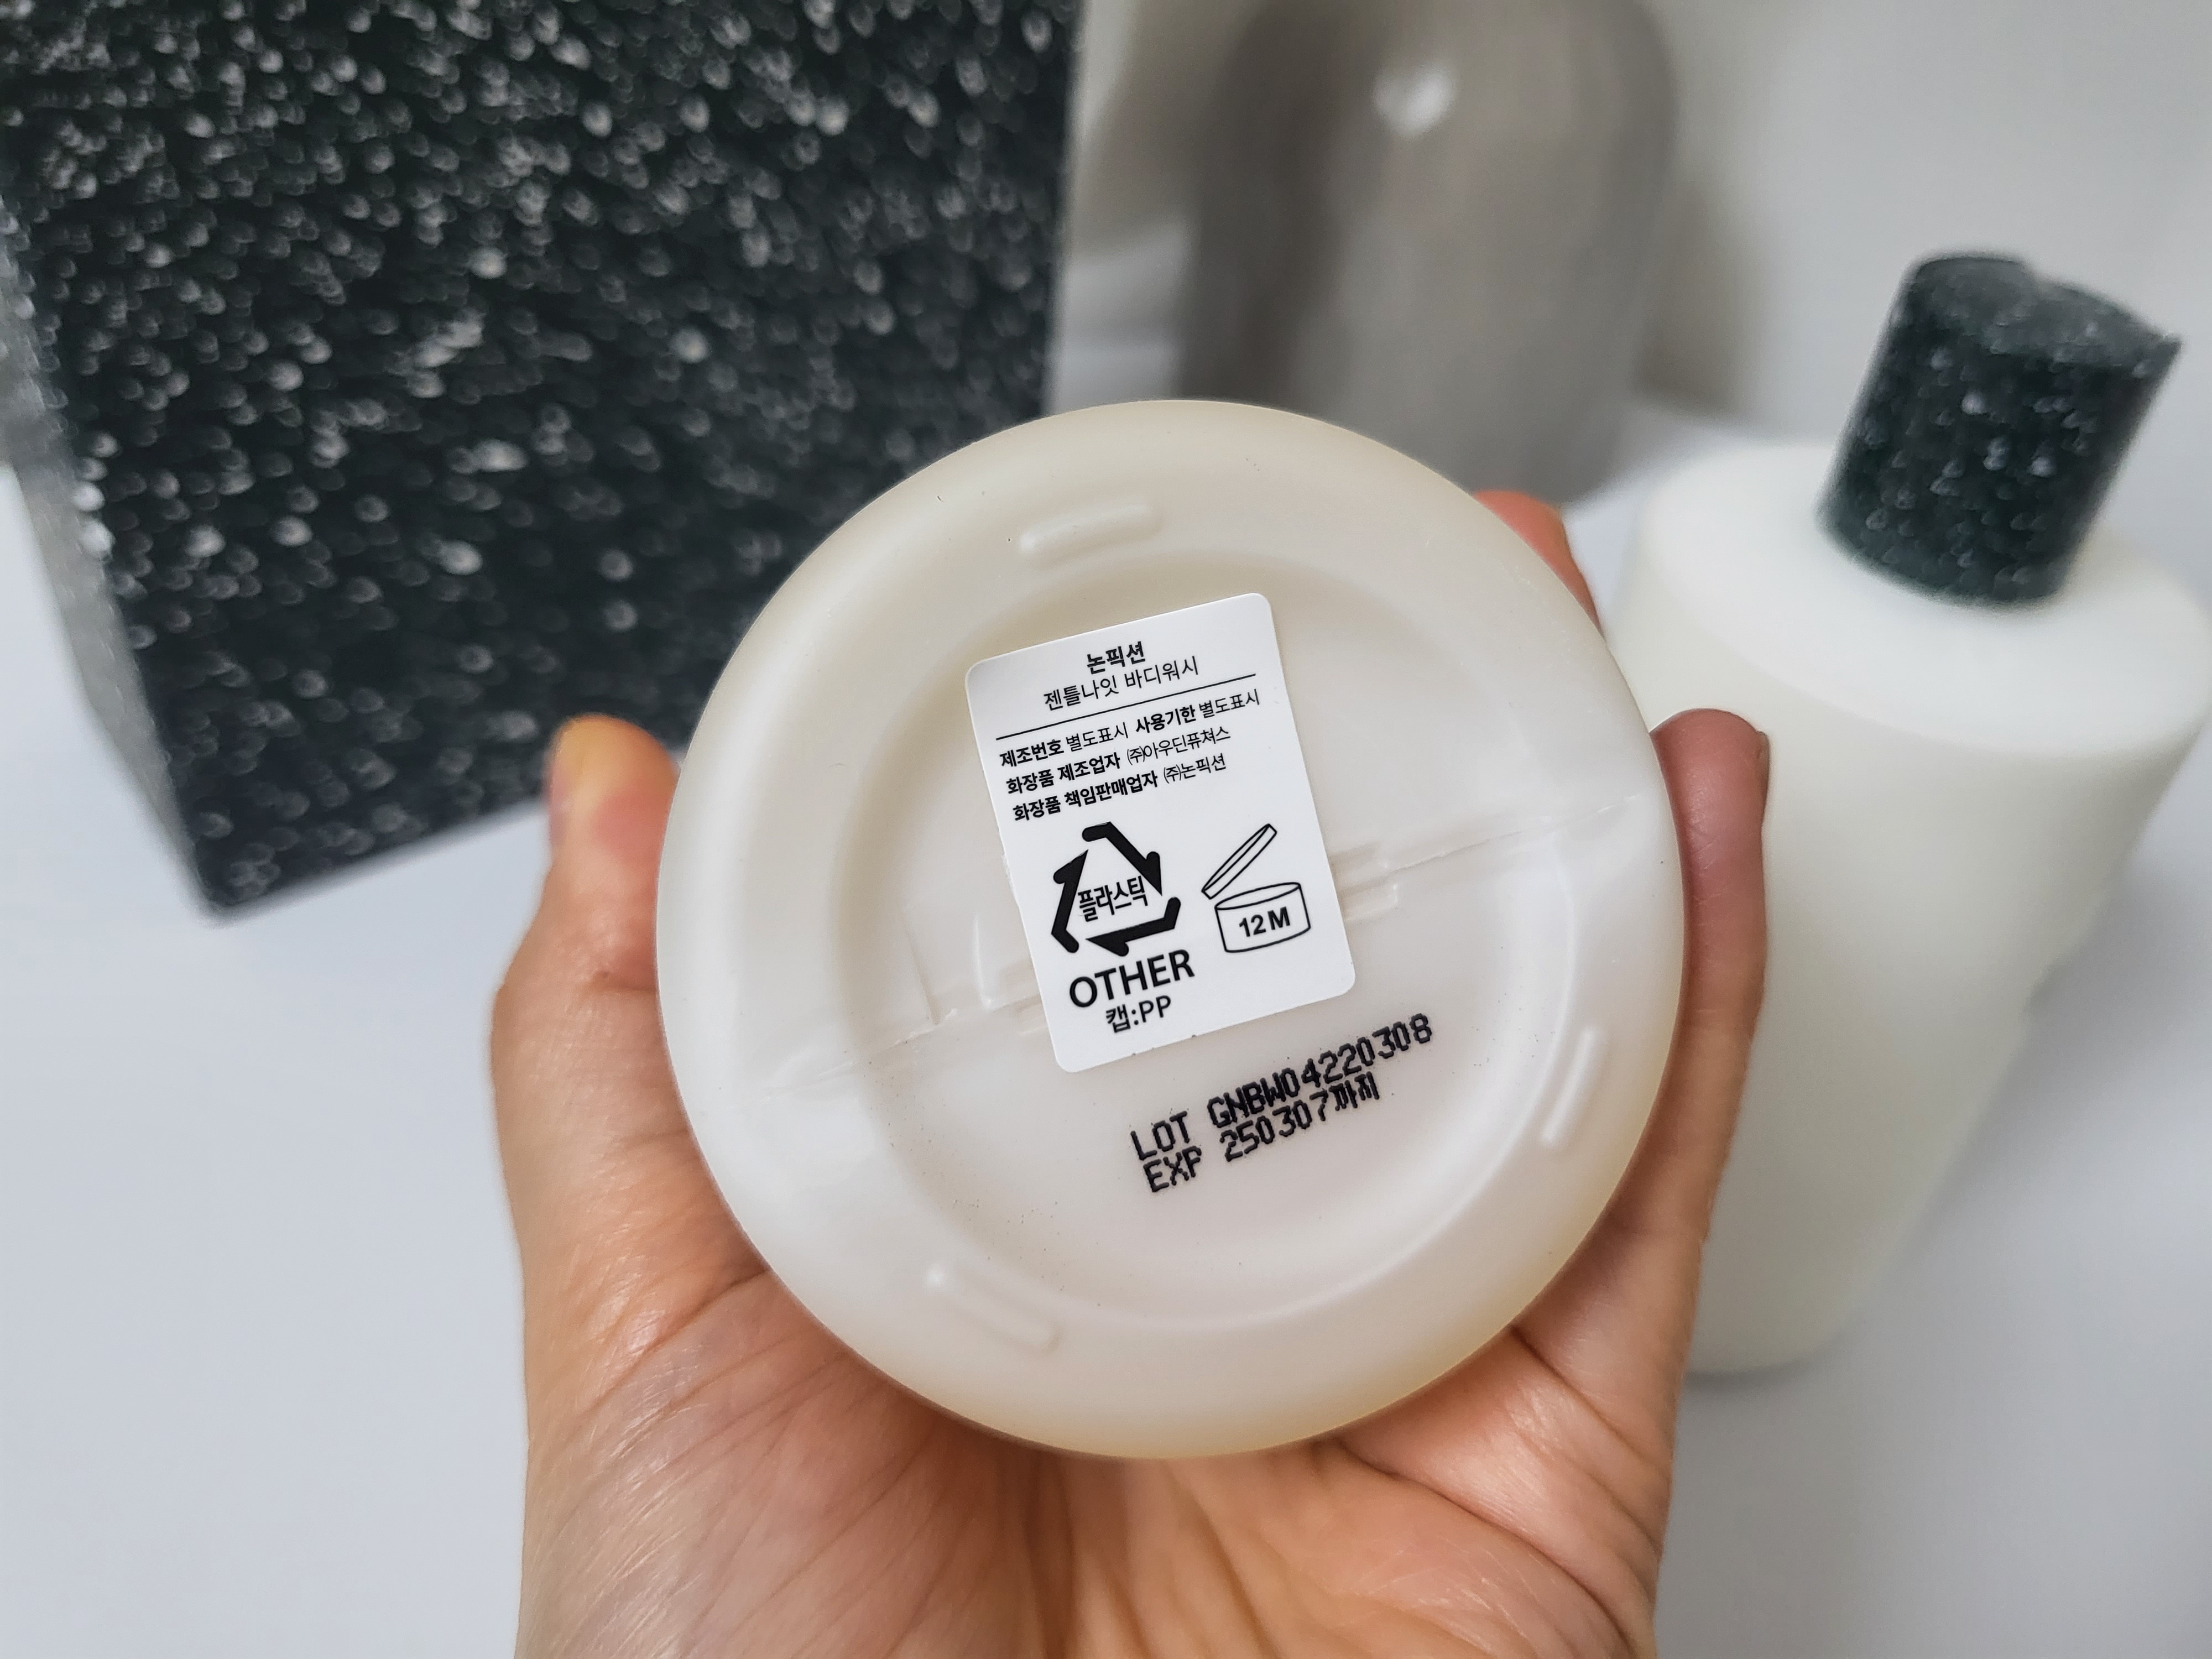 논픽션
젠틀나잇 바디워시
제조번호 별도표시 사용기한 별도표시
화장품 제조업자 ㈜아우딘퓨쳐스
화장품 책임판매업자 ㈜논픽션
플라스틱
12M
OTHER
캡:PP
LOT GNBW04220308
EXP 250307까지